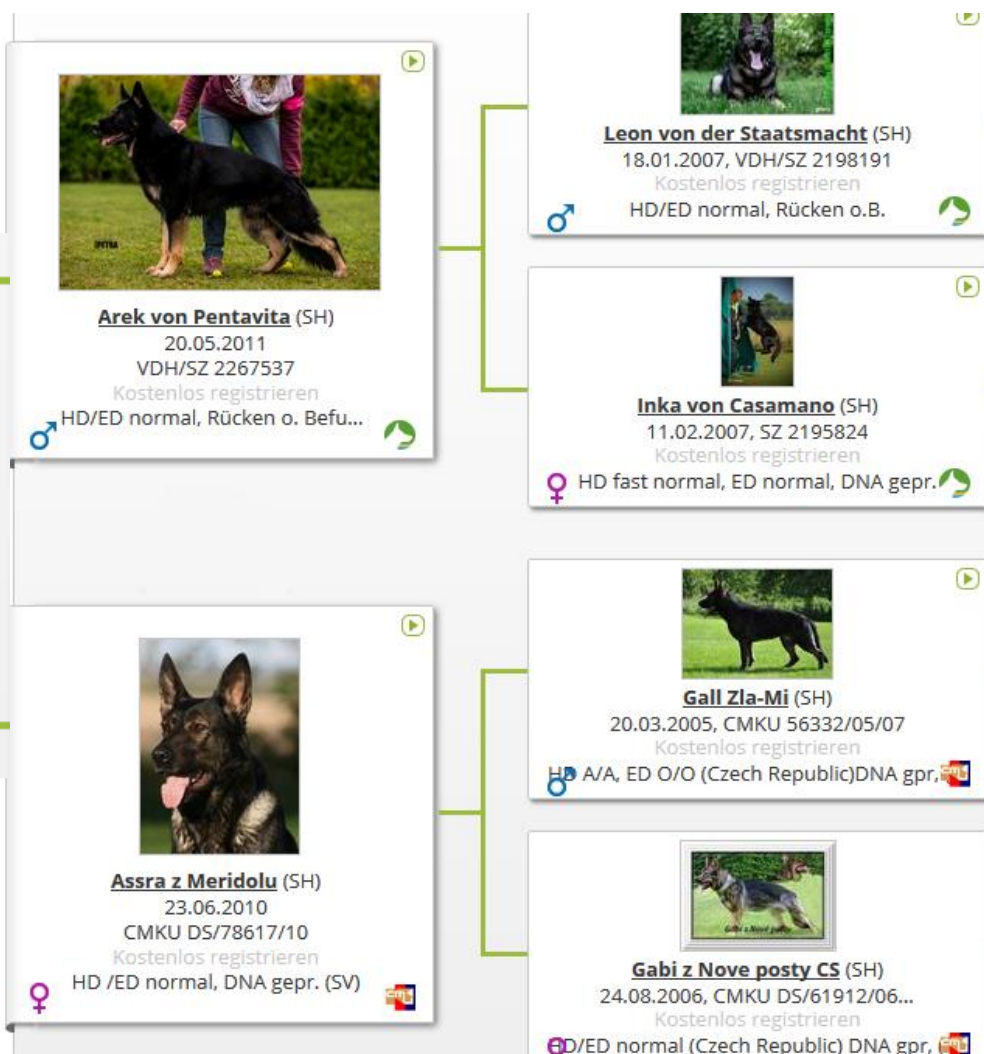 Arek von Pentavita (SH)
20.05.2011
VDH/SZ 2267537
Kostenlos registrieren
HD/ED normal, Rücken o. Befu...
Leon von der Staatsmacht (SH)
18.01.2007, VDH/SZ 2198191
Kostenlos registrieren
HD/ED normal, Rücken o.B.
Inka von Casamano (SH)
11.02.2007, SZ 2195824
Kostenlos registrieren
HD fast normal, ED normal, DNA gepr.
Assra z Meridolu (SH)
23.06.2010
CMKU DS/78617/10
Kostenlos registrieren
HD /ED normal, DNA gepr. (SV)
Gall Zla-Mi (SH)
20.03.2005, CMKU 56332/05/07
Kostenlos registrieren
HD A/A, ED O/O (Czech Republic)DNA gpr,
Gabi z Nové posty
Gabi z Nove posty CS (SH)
24.08.2006, CMKU DS/61912/06...
Kostenlos registrieren
HD/ED normal (Czech Republic) DNA gpr, (